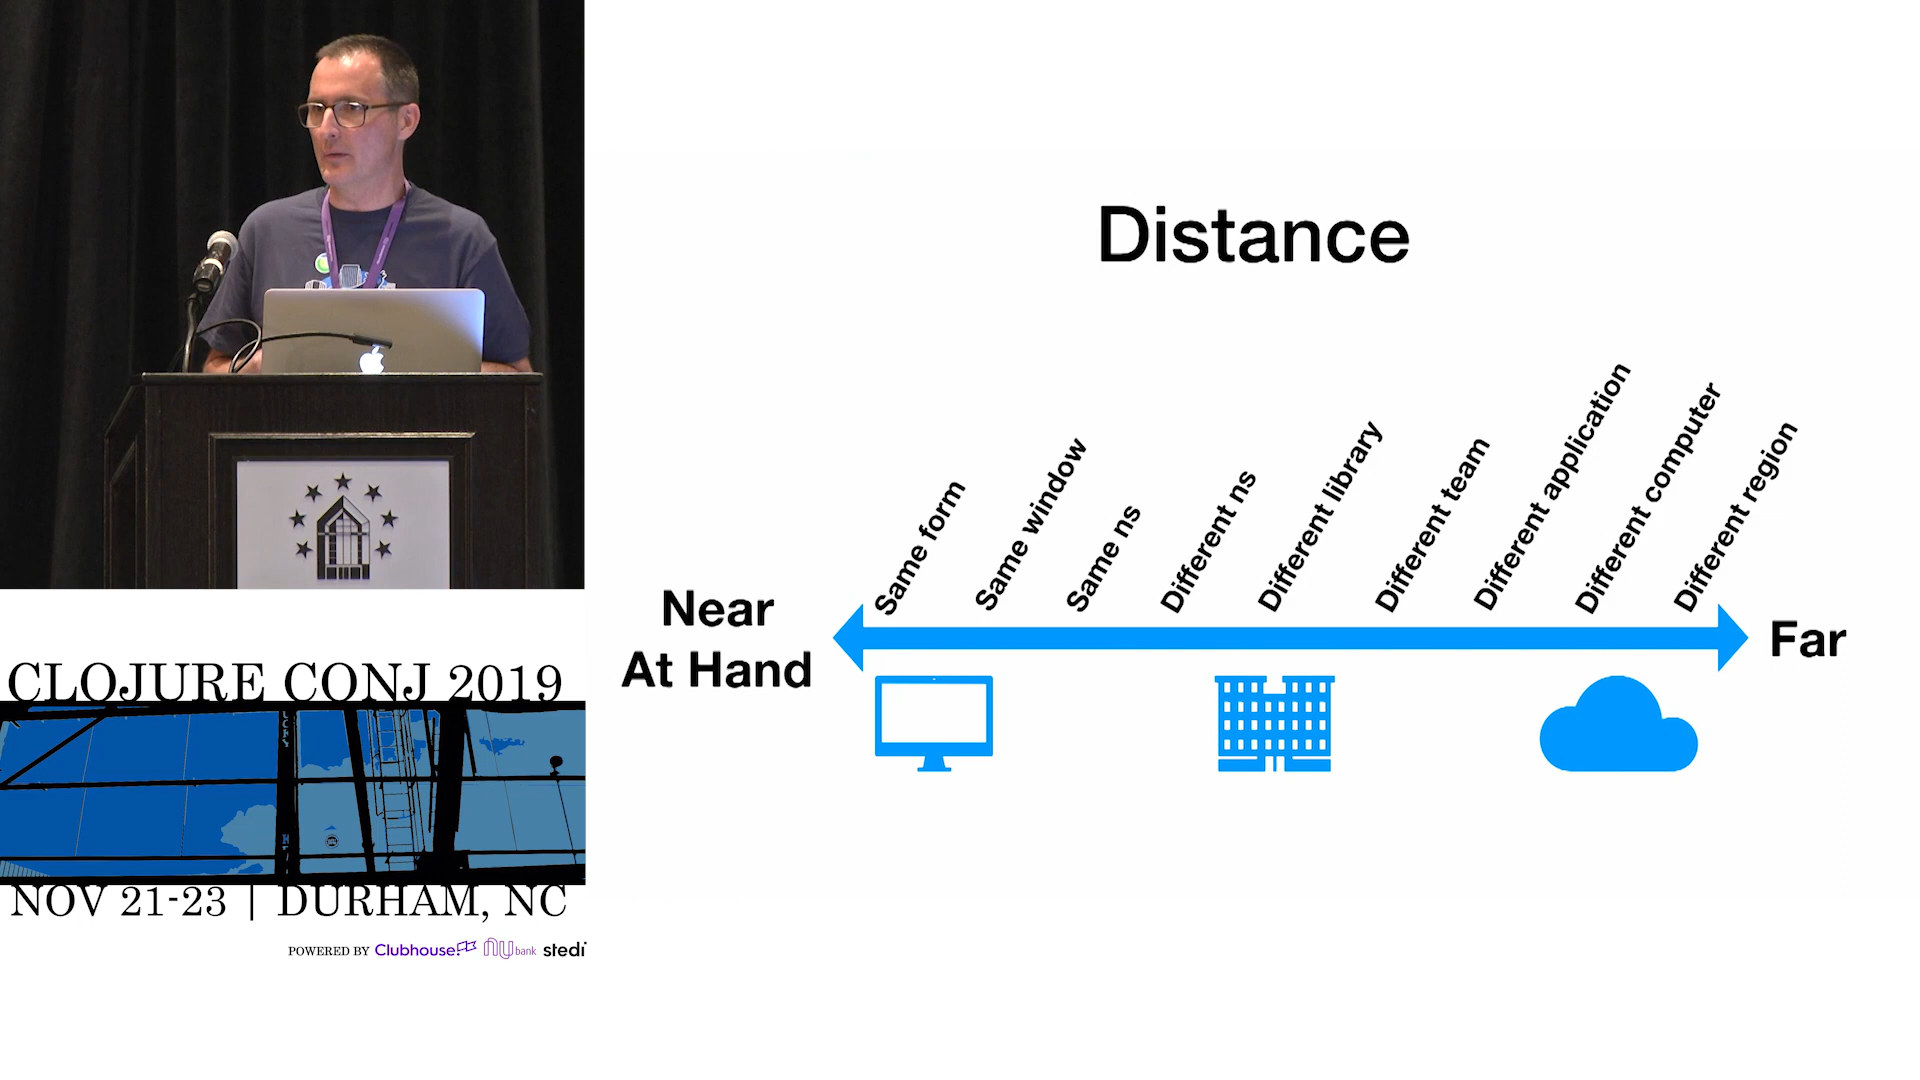 Distance
Same form
Same window
Same ns
Different ns
Different library
Different team
Different application
Different computer
Different region
Near
At Hand
Far
CLOJURE CONJ 2019
NOV 21-23 | DURHAM, NC
POWERED BY Clubhouse nu bank stedi